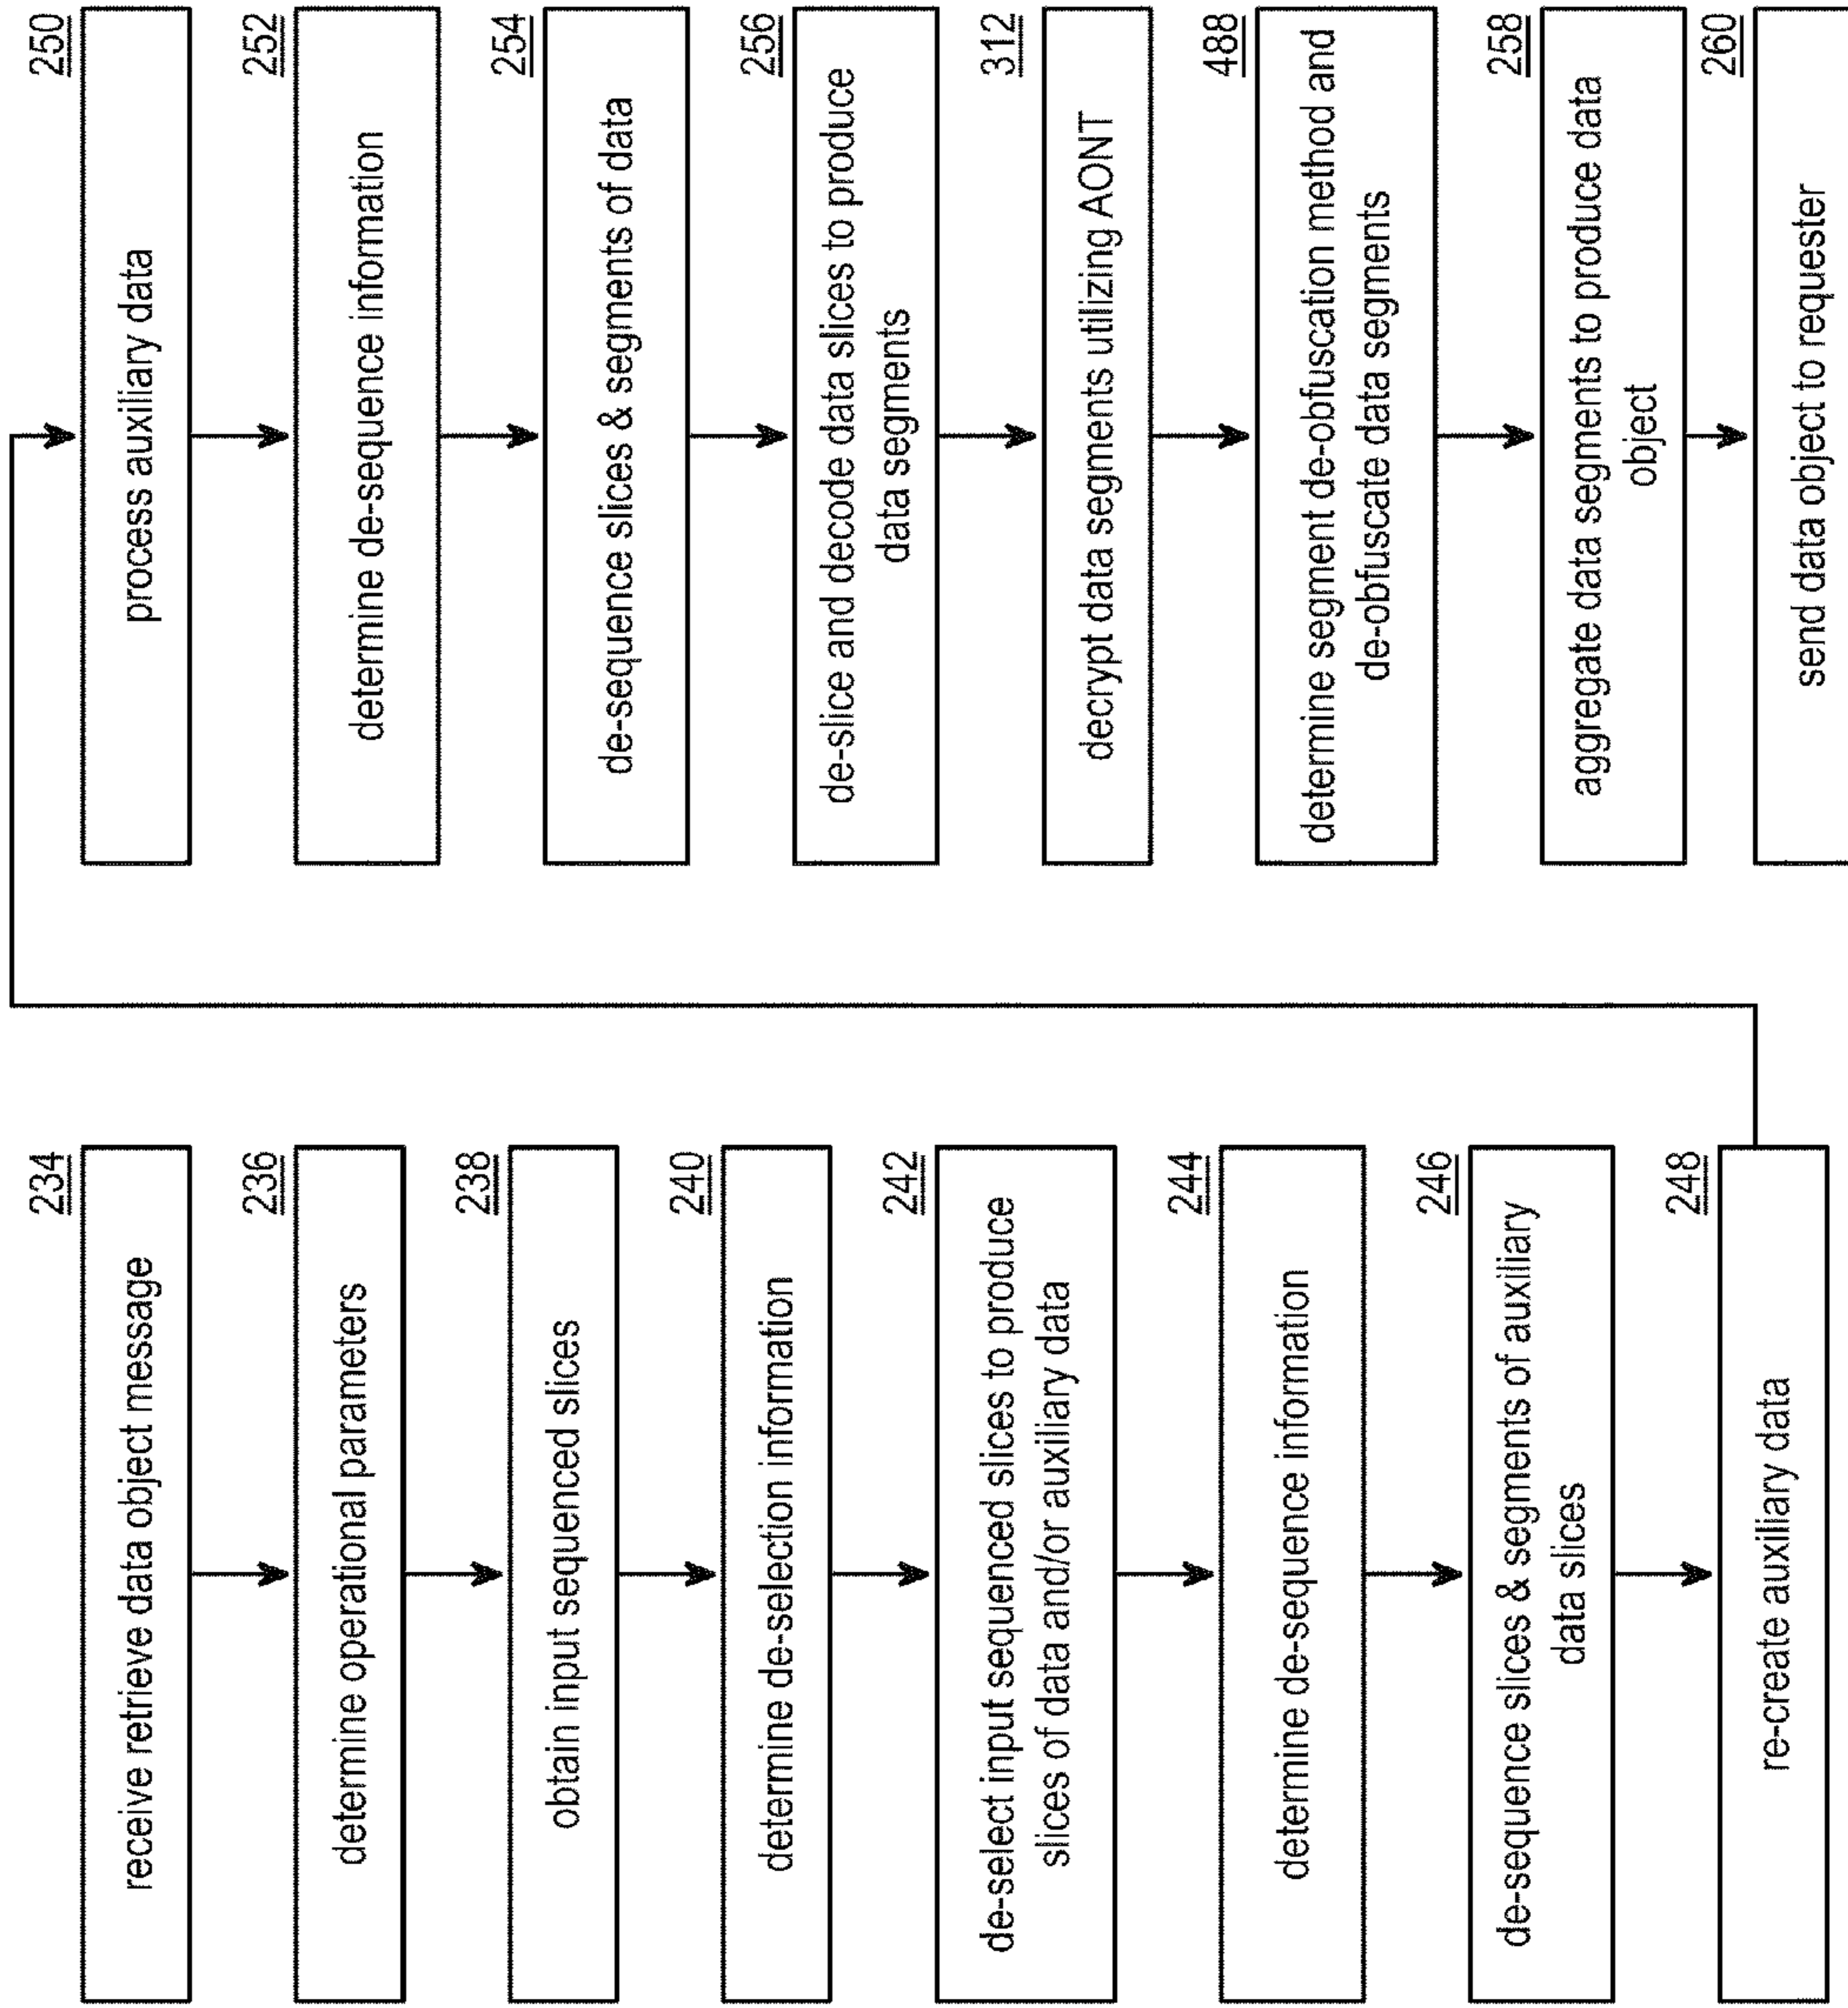 234
receive retrieve data object message
236
determine operational parameters
238
obtain input sequenced slices
240
determine de-selection information
242
de-select input sequenced slices to produce
slices of data and/or auxiliary data
244
determine de-sequence information
246
de-sequence slices & segments of auxiliary
data slices
248
re-create auxiliary data
250
process auxiliary data
252
determine de-sequence information
254
de-sequence slices & segments of data
256
de-slice and decode data slices to produce
data segments
312
decrypt data segments utilizing AONT
488
determine segment de-obfuscation method and
de-obfuscate data segments
258
aggregate data segments to produce data
object
260
send data object to requester